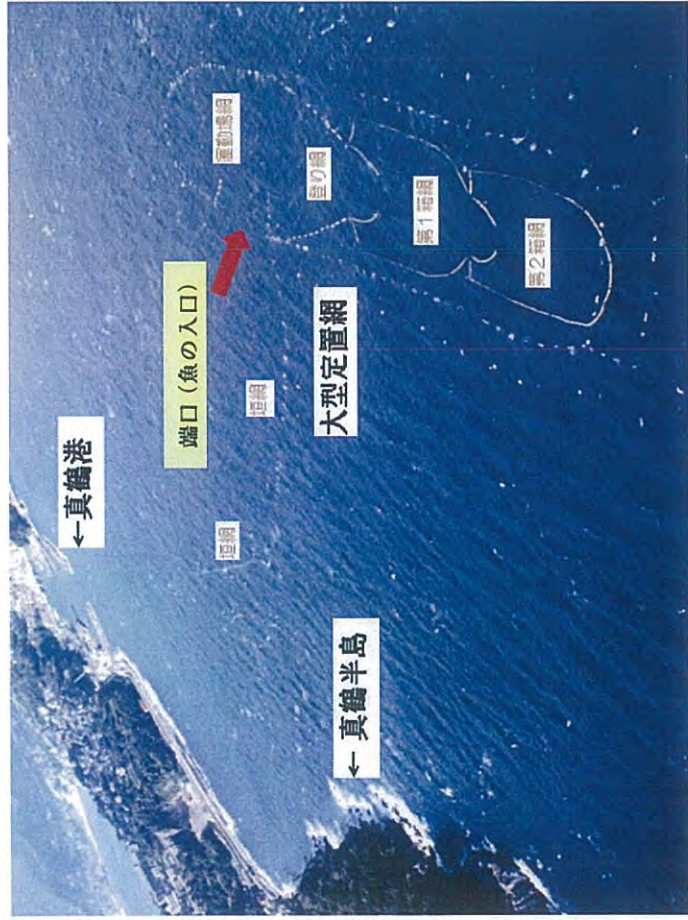 ←真鶴港
端口（魚の入口）
運動場網
垣網
垣網
登り網
大型定置網
←真鶴半島
第１箱網
第２箱網